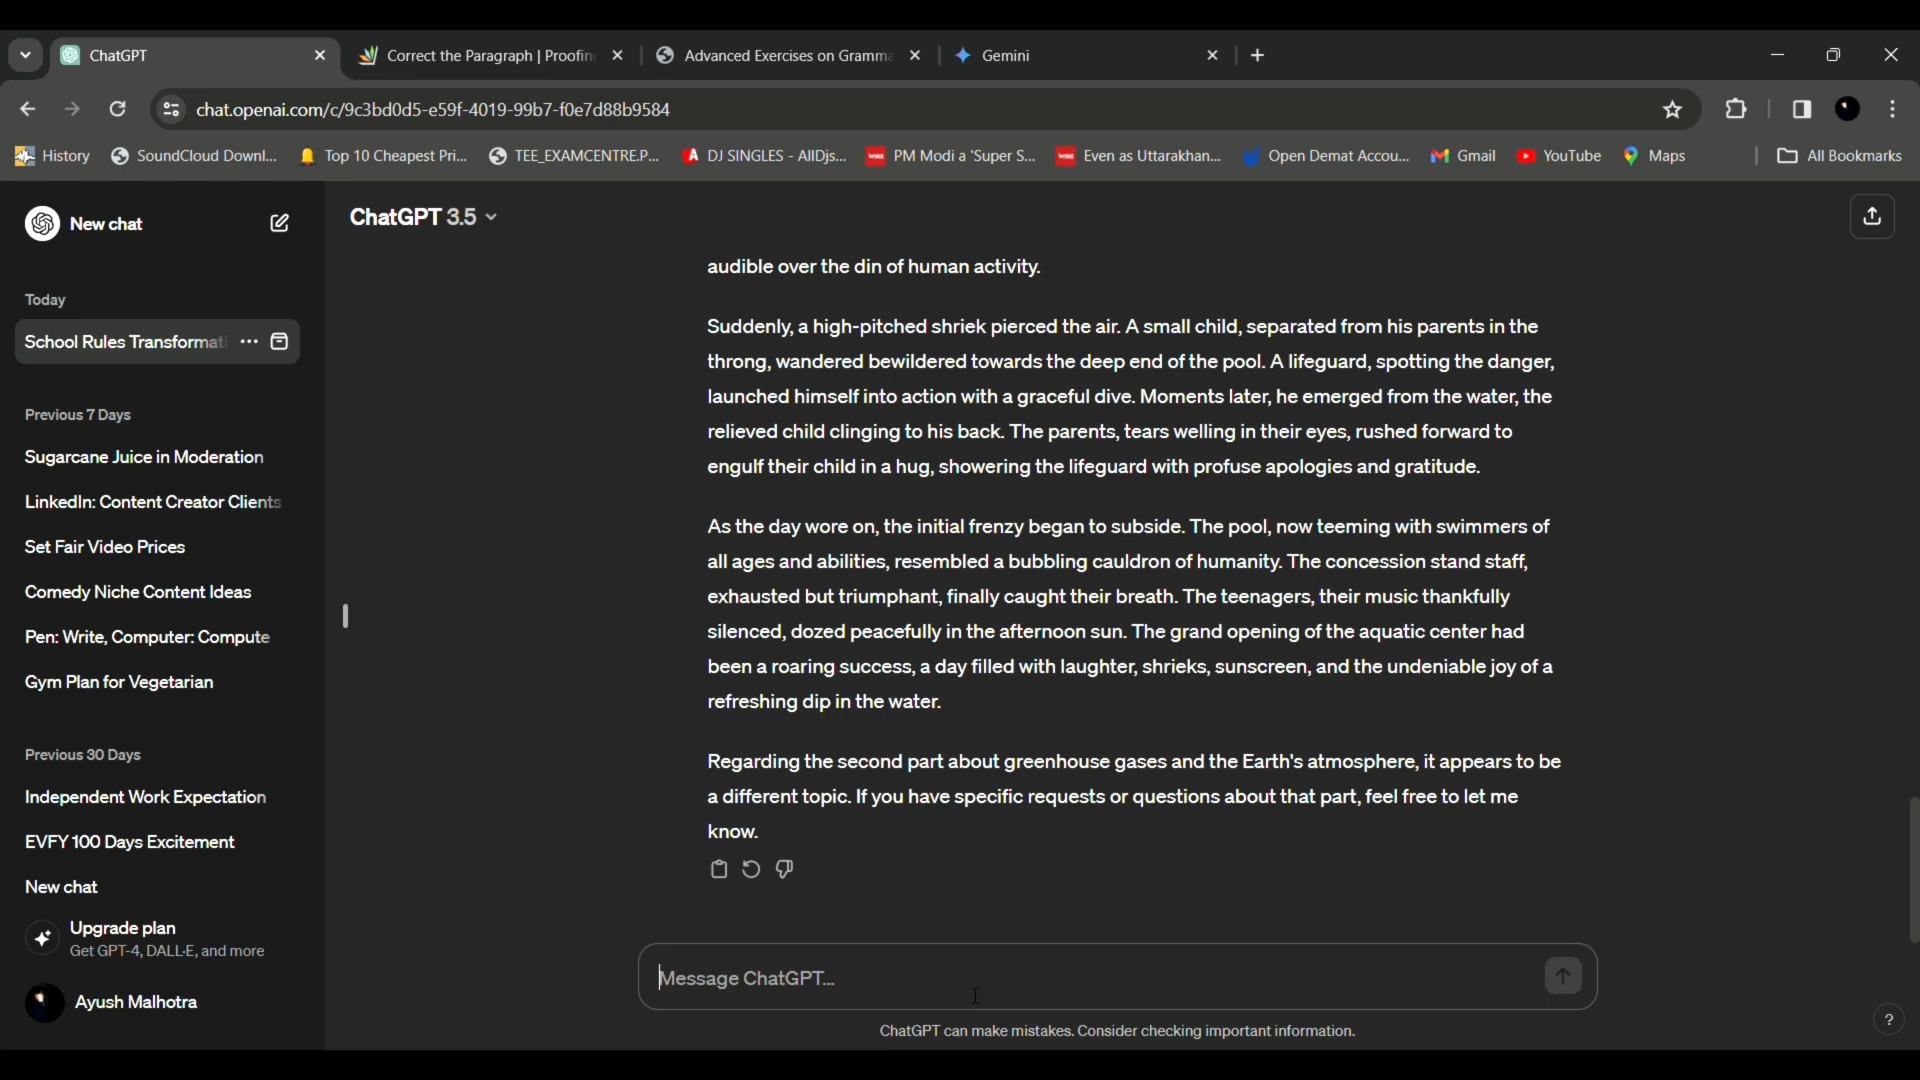 ChatGPT
Correct the Paragraph | Proofin
Advanced Exercises on Gramma
Gemini
chat.openai.com/c/9c3bd0d5-e59f-4019-99b7-f0e7d88b9584
History
SoundCloud Downl...
Top 10 Cheapest Pri...
TEE_EXAMCENTRE.P...
DJ SINGLES - AllDjs...
PM Modi a 'Super S...
Even as Uttarakhan...
Open Demat Accou...
Gmail
YouTube
Maps
All Bookmarks
New chat
ChatGPT 3.5
Today
School Rules Transformati
Previous 7 Days
Sugarcane Juice in Moderation
LinkedIn: Content Creator Clients
Set Fair Video Prices
Comedy Niche Content Ideas
Pen: Write, Computer: Compute
Gym Plan for Vegetarian
Previous 30 Days
Independent Work Expectation
EVFY 100 Days Excitement
New chat
Upgrade plan
Get GPT-4, DALL·E, and more
Ayush Malhotra
audible over the din of human activity.
Suddenly, a high-pitched shriek pierced the air. A small child, separated from his parents in the
throng, wandered bewildered towards the deep end of the pool. A lifeguard, spotting the danger,
launched himself into action with a graceful dive. Moments later, he emerged from the water, the
relieved child clinging to his back. The parents, tears welling in their eyes, rushed forward to
engulf their child in a hug, showering the lifeguard with profuse apologies and gratitude.
As the day wore on, the initial frenzy began to subside. The pool, now teeming with swimmers of
all ages and abilities, resembled a bubbling cauldron of humanity. The concession stand staff,
exhausted but triumphant, finally caught their breath. The teenagers, their music thankfully
silenced, dozed peacefully in the afternoon sun. The grand opening of the aquatic center had
been a roaring success, a day filled with laughter, shrieks, sunscreen, and the undeniable joy of a
refreshing dip in the water.
Regarding the second part about greenhouse gases and the Earth's atmosphere, it appears to be
a different topic. If you have specific requests or questions about that part, feel free to let me
know.
Message ChatGPT...
ChatGPT can make mistakes. Consider checking important information.
?